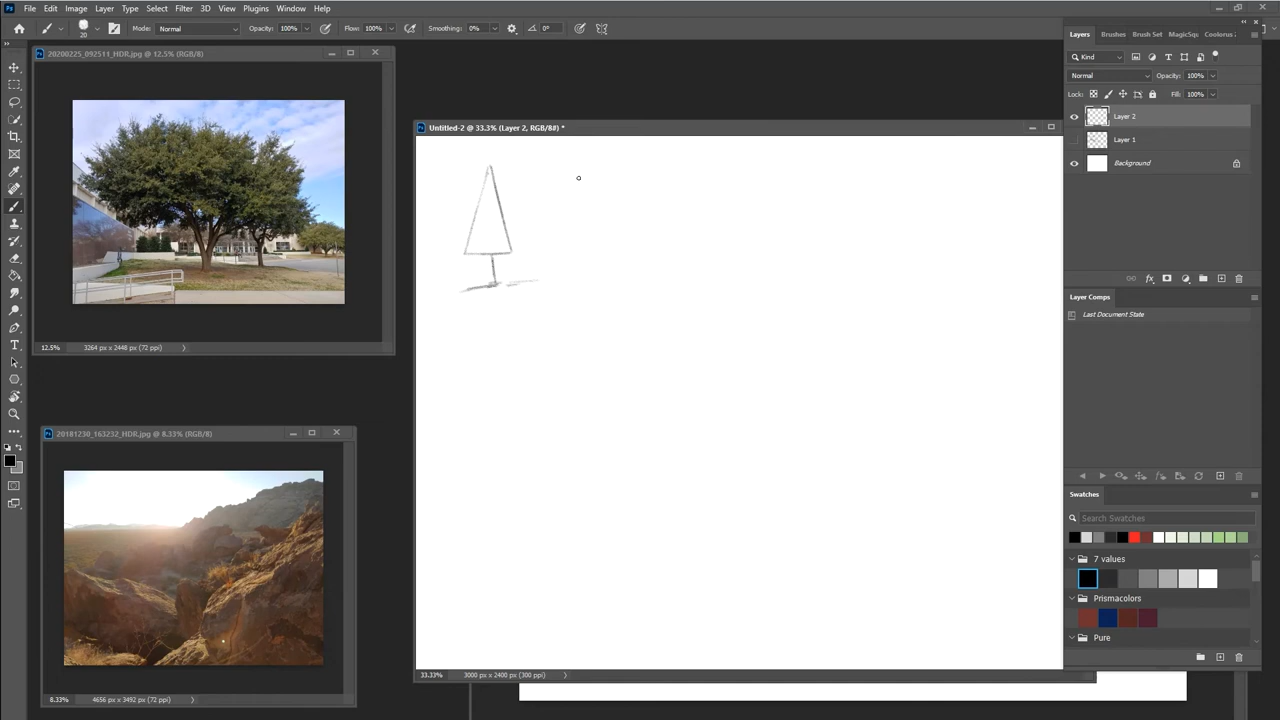 File Edit Image Layer Type Select Filter 3D View Plugins Window Help
20 Mode: Normal Opacity: 100% Flow: 100% Smoothing: 0% 0°
20200225_092511_HDR.jpg @ 12.5% (RGB/8)
12.5% 3264 px x 2448 px (72 ppi)
20181230_163232_HDR.jpg @ 8.33% (RGB/8)
8.33% 4656 px x 3492 px (72 ppi)
Untitled-2 @ 33.3% (Layer 2, RGB/8#) *
33.33% 3000 px x 2400 px (300 ppi)
Layers Brushes Brush Set MagicSqu Coolorus
Kind
Normal Opacity: 100%
Lock: Fill: 100%
Layer 2
Layer 1
Background
fx
Layer Comps
Last Document State
Swatches
Search Swatches
7 values
Prismacolors
Pure